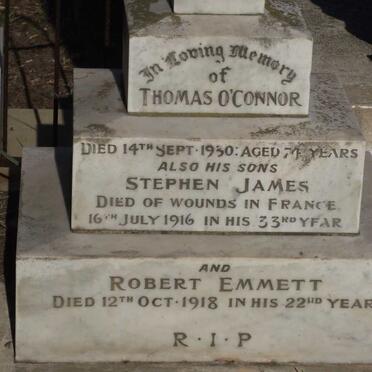 In Loving Memory
of
THOMAS O'CONNOR
DIED 14TH SEPT · 1930: AGED 74 YEARS
ALSO HIS SONS
STEPHEN JAMES
DIED OF WOUNDS IN FRANCE
16TH JULY 1916 IN HIS 33RD YEAR
AND
ROBERT EMMETT
DIED 12TH OCT · 1918 IN HIS 22ND YEAR
R · I · P